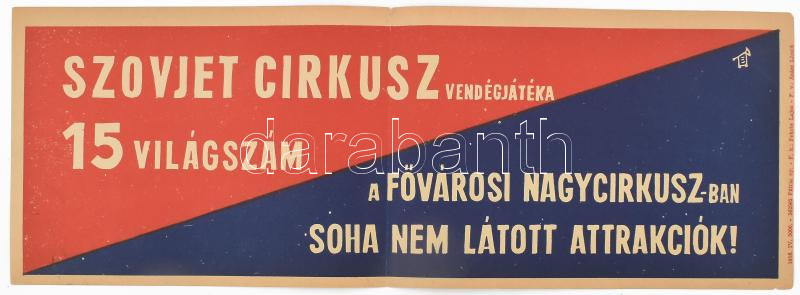 SZOVJET CIRKUSZ VENDÉGJÁTÉKA
15 VILÁGSZÁM
A FŐVÁROSI NAGYCIRKUSZ-BAN
SOHA NEM LÁTOTT ATTRAKCIÓK!
darabanth